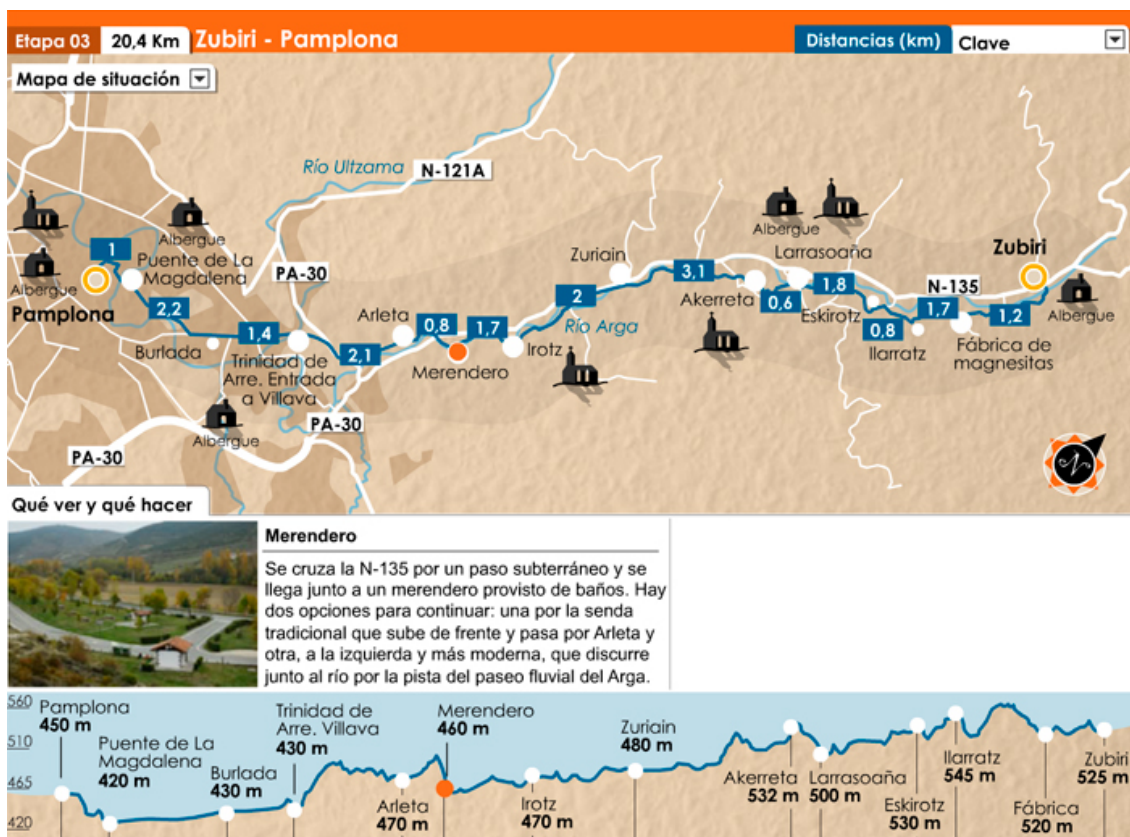 Etapa 03
20,4 Km
Zubiri - Pamplona
Distancias (km)
Clave
Mapa de situación
Río Ultzama
N-121A
Albergue
Albergue
1
Puente de La
Magdalena
PA-30
Albergue
Pamplona
2,2
Burlada
1,4
Trinidad de
Arre. Entrada
a Villava
2,1
Arleta
0,8
Merendero
1,7
Irotz
Río Arga
2
Zuriain
3,1
Akerreta
0,6
Larrasoaña
1,8
Eskirotz
0,8
Ilarratz
1,7
N-135
Fábrica de
magnesitas
1,2
Zubiri
Albergue
Albergue
PA-30
PA-30
N
Qué ver y qué hacer
Merendero
Se cruza la N-135 por un paso subterráneo y se
llega junto a un merendero provisto de baños. Hay
dos opciones para continuar: una por la senda
tradicional que sube de frente y pasa por Arleta y
otra, a la izquierda y más moderna, que discurre
junto al río por la pista del paseo fluvial del Arga.
560
510
465
420
Pamplona
450 m
Puente de La
Magdalena
420 m
Burlada
430 m
Trinidad de
Arre. Villava
430 m
Arleta
470 m
Merendero
460 m
Irotz
470 m
Zuriain
480 m
Akerreta
532 m
Larrasoaña
500 m
Eskirotz
530 m
Ilarratz
545 m
Fábrica
520 m
Zubiri
525 m